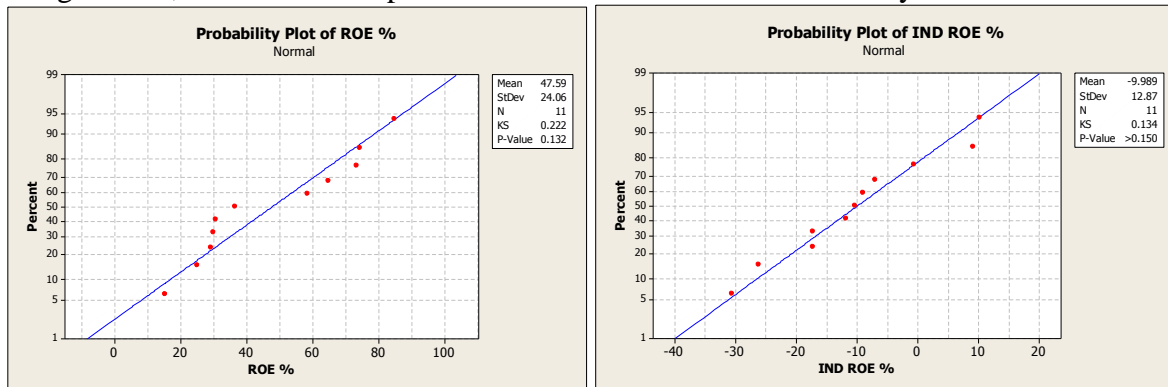 Probability Plot of ROE %
Normal
99
95
90
80
70
60
50
40
30
20
10
5
1
Percent
0 20 40 60 80 100
ROE %
Mean 47.59
StDev 24.06
N 11
KS 0.222
P-Value 0.132
Probability Plot of IND ROE %
Normal
99
95
90
80
70
60
50
40
30
20
10
5
1
Percent
-40 -30 -20 -10 0 10 20
IND ROE %
Mean -9.989
StDev 12.87
N 11
KS 0.134
P-Value >0.150